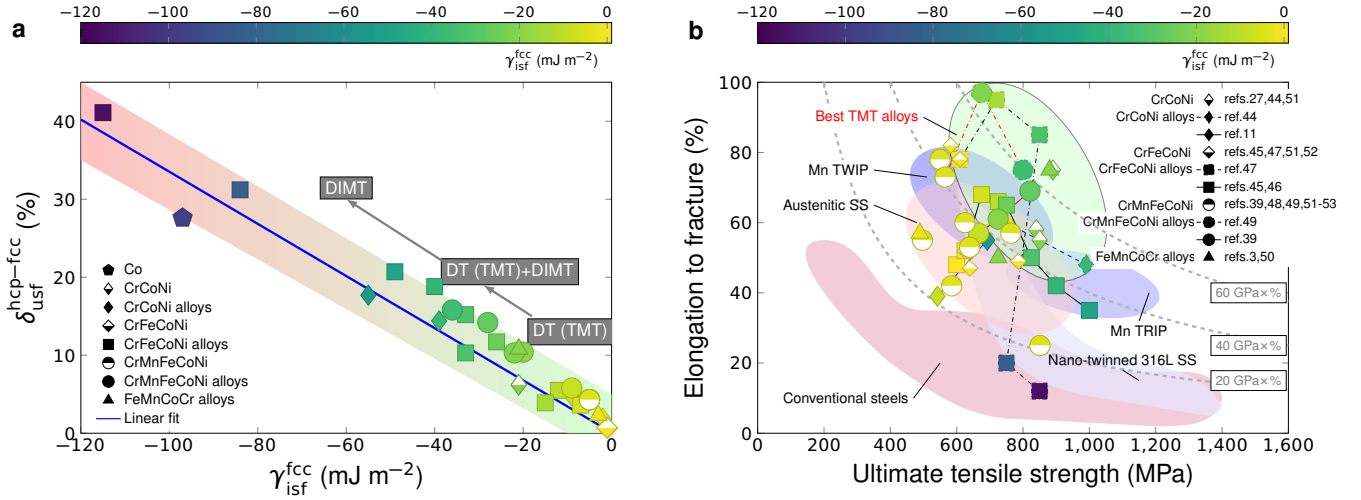 a
−120 −100 −80 −60 −40 −20 0
γ_isf^fcc (mJ m−2)
δ_usf^hcp−fcc (%)
40
30
20
10
0
DIMT
DT (TMT)+DIMT
DT (TMT)
Co
CrCoNi
CrCoNi alloys
CrFeCoNi
CrFeCoNi alloys
CrMnFeCoNi
CrMnFeCoNi alloys
FeMnCoCr alloys
Linear fit
−120 −100 −80 −60 −40 −20 0
γ_isf^fcc (mJ m−2)
b
−120 −100 −80 −60 −40 −20 0
γ_isf^fcc (mJ m−2)
Elongation to fracture (%)
100
80
60
40
20
0
Best TMT alloys
Mn TWIP
Austenitic SS
Conventional steels
Nano-twinned 316L SS
Mn TRIP
CrCoNi refs.27,44,51
CrCoNi alloys ref.44
ref.11
CrFeCoNi refs.45,47,51,52
CrFeCoNi alloys ref.47
refs.45,46
CrMnFeCoNi refs.39,48,49,51-53
CrMnFeCoNi alloys ref.49
ref.39
FeMnCoCr alloys refs.3,50
60 GPa×%
40 GPa×%
20 GPa×%
0 200 400 600 800 1,000 1,200 1,400 1,600
Ultimate tensile strength (MPa)